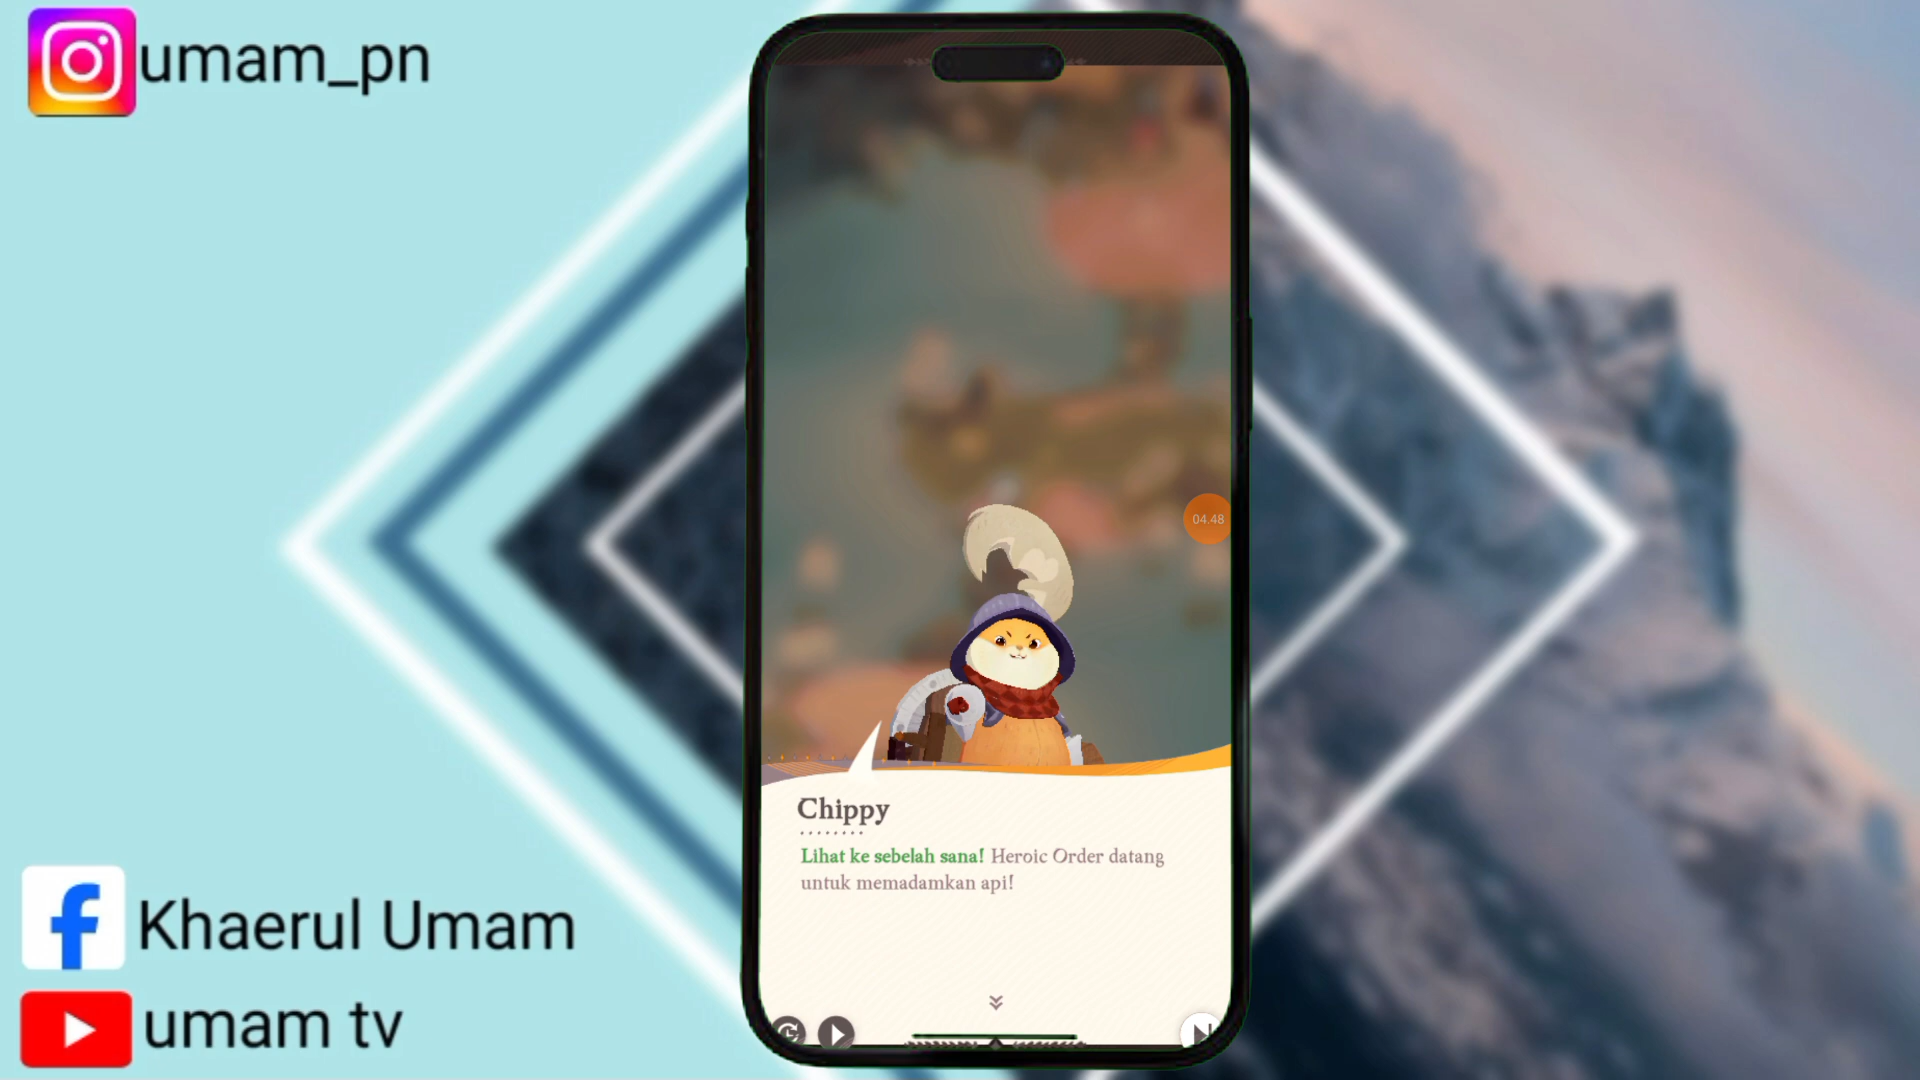 umam_pn
04.48
Chippy
Lihat ke sebelah sana! Heroic Order datang
untuk memadamkan api!
Khaerul Umam
umam tv